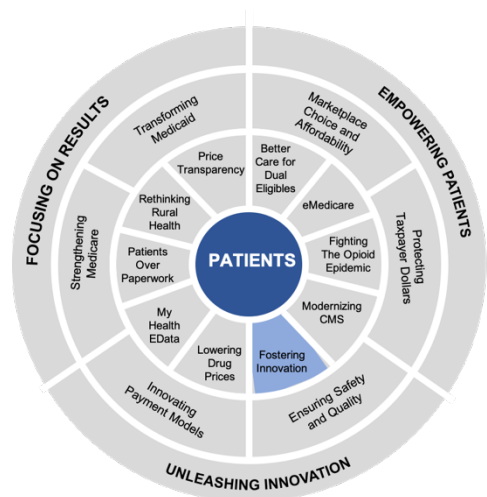 FOCUSING ON RESULTS
EMPOWERING PATIENTS
UNLEASHING INNOVATION
Transforming
Medicaid
Marketplace
Choice and
Affordability
Protecting
Taxpayer Dollars
Ensuring Safety
and Quality
Innovating
Payment Models
Strengthening
Medicare
Price
Transparency
Better
Care for
Dual
Eligibles
eMedicare
Fighting
The Opioid
Epidemic
Modernizing
CMS
Fostering
Innovation
Lowering
Drug
Prices
My
Health
EData
Patients
Over
Paperwork
Rethinking
Rural
Health
PATIENTS